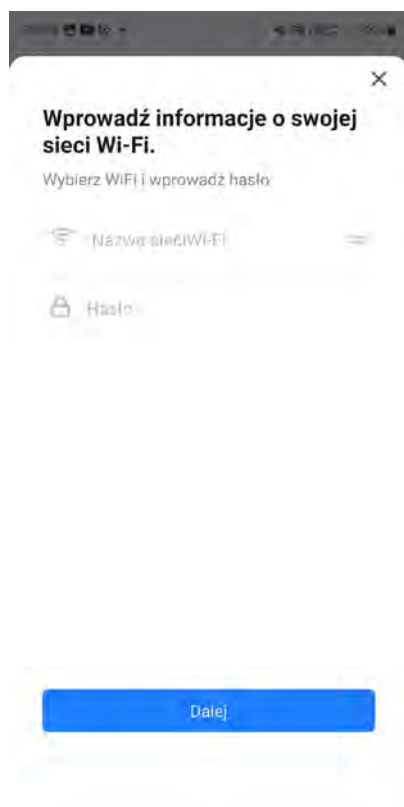 Wprowadź informacje o swojej
sieci Wi-Fi.
Wybierz WiFi i wprowadź hasło
Nazwa sieciWi-Fi
Hasło
Dalej